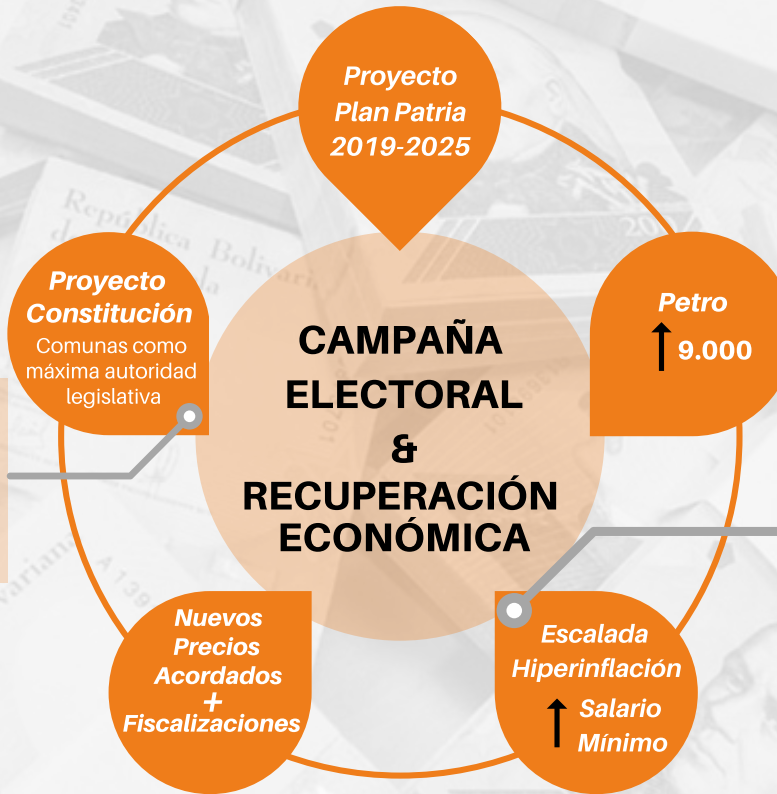 Proyecto
Plan Patria
2019-2025
Proyecto
Constitución
Comunas como
máxima autoridad
legislativa
Petro
9.000
CAMPAÑA
ELECTORAL
&
RECUPERACIÓN
ECONÓMICA
Nuevos
Precios
Acordados
+
Fiscalizaciones
Escalada
Hiperinflación
Salario
Mínimo
República Bolivari